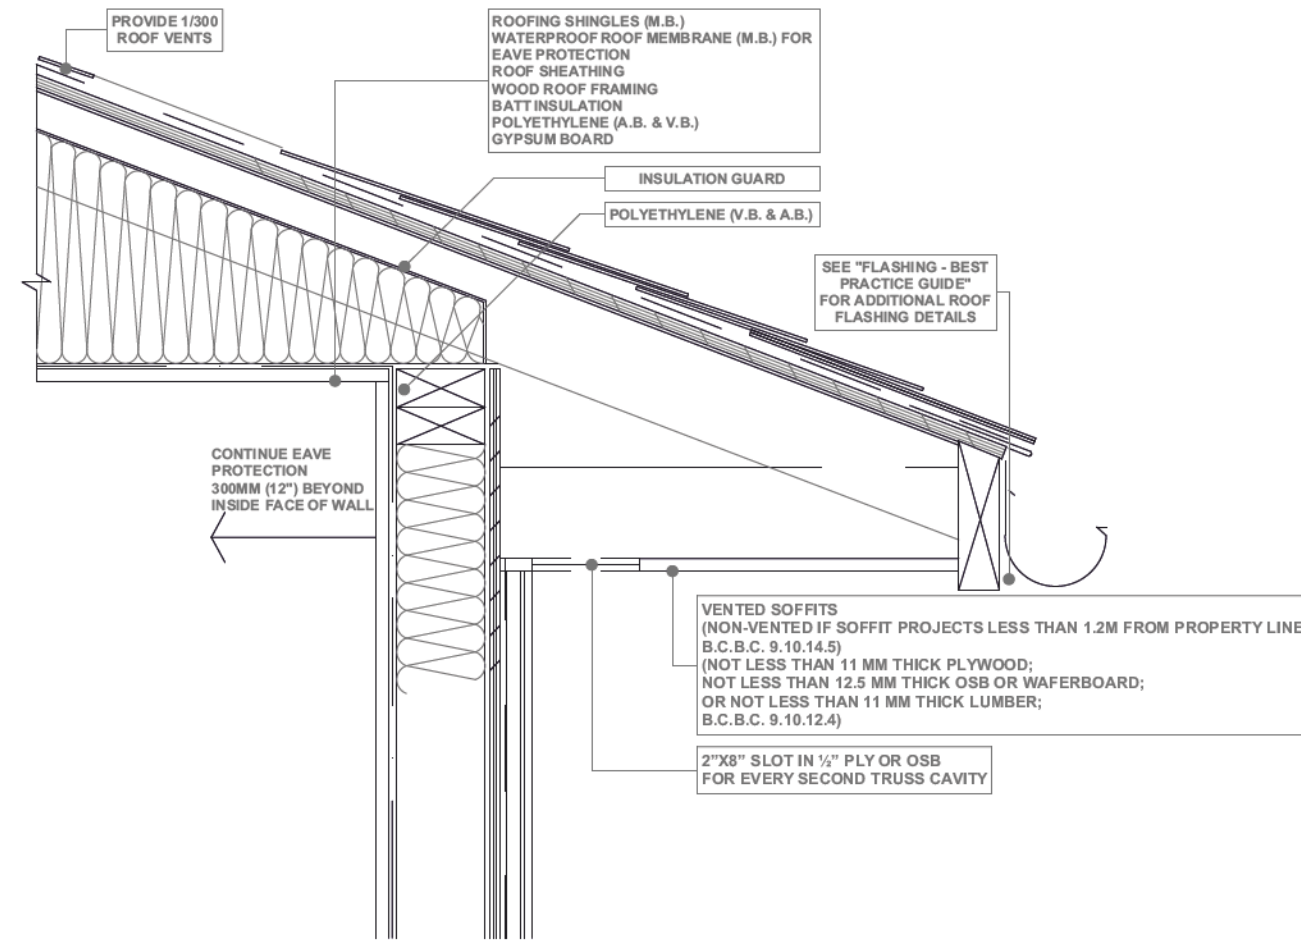 PROVIDE 1/300
ROOF VENTS
ROOFING SHINGLES (M.B.)
WATERPROOF ROOF MEMBRANE (M.B.) FOR
EAVE PROTECTION
ROOF SHEATHING
WOOD ROOF FRAMING
BATT INSULATION
POLYETHYLENE (A.B. & V.B.)
GYPSUM BOARD
INSULATION GUARD
POLYETHYLENE (V.B. & A.B.)
SEE "FLASHING - BEST
PRACTICE GUIDE"
FOR ADDITIONAL ROOF
FLASHING DETAILS
CONTINUE EAVE
PROTECTION
300MM (12") BEYOND
INSIDE FACE OF WALL
VENTED SOFFITS
(NON-VENTED IF SOFFIT PROJECTS LESS THAN 1.2M FROM PROPERTY LINE
B.C.B.C. 9.10.14.5)
(NOT LESS THAN 11 MM THICK PLYWOOD;
NOT LESS THAN 12.5 MM THICK OSB OR WAFERBOARD;
OR NOT LESS THAN 11 MM THICK LUMBER;
B.C.B.C. 9.10.12.4)
2”X8” SLOT IN ½” PLY OR OSB
FOR EVERY SECOND TRUSS CAVITY